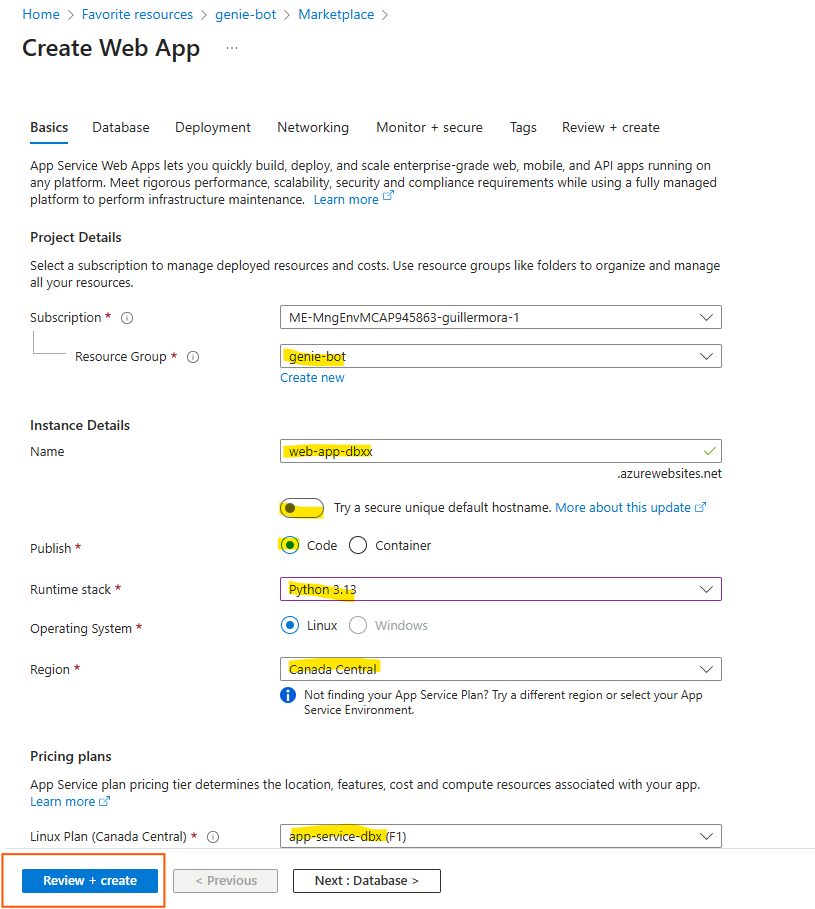 Home > Favorite resources > genie-bot > Marketplace >
Create Web App ...
Basics Database Deployment Networking Monitor + secure Tags Review + create
App Service Web Apps lets you quickly build, deploy, and scale enterprise-grade web, mobile, and API apps running on
any platform. Meet rigorous performance, scalability, security and compliance requirements while using a fully managed
platform to perform infrastructure maintenance. Learn more
Project Details
Select a subscription to manage deployed resources and costs. Use resource groups like folders to organize and manage
all your resources.
Subscription * ME-MngEnvMCAP945863-guillermora-1
Resource Group * genie-bot
Create new
Instance Details
Name web-app-dbxx
.azurewebsites.net
Try a secure unique default hostname. More about this update
Publish * Code Container
Runtime stack * Python 3.13
Operating System * Linux Windows
Region * Canada Central
Not finding your App Service Plan? Try a different region or select your App
Service Environment.
Pricing plans
App Service plan pricing tier determines the location, features, cost and compute resources associated with your app.
Learn more
Linux Plan (Canada Central) * app-service-dbx (F1)
Review + create < Previous Next : Database >